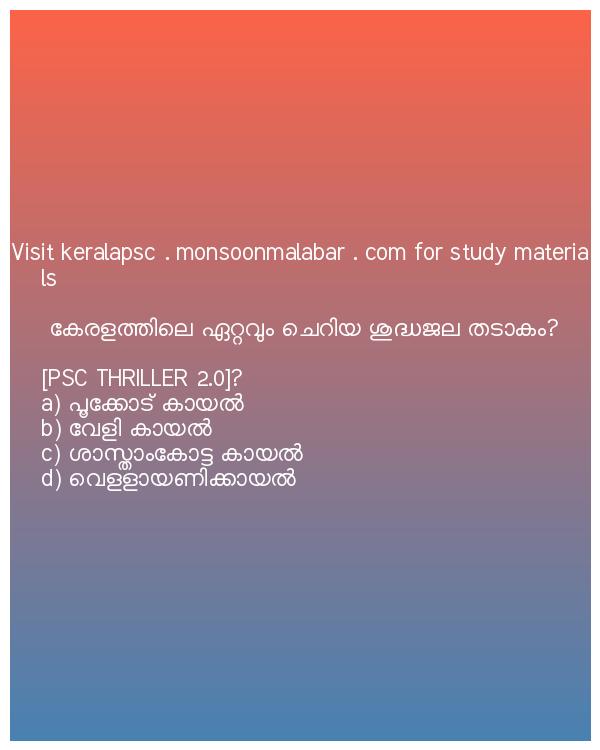 Visit keralapsc . monsoonmalabar . com for study materia
ls
കേരളത്തിലെ ഏറ്റവും ചെറിയ ശുദ്ധജല തടാകം?
[PSC THRILLER 2.0]?
a) പൂക്കോട് കായൽ
b) വേളി കായൽ
c) ശാസ്താംകോട്ട കായൽ
d) വെള്ളായണിക്കായൽ